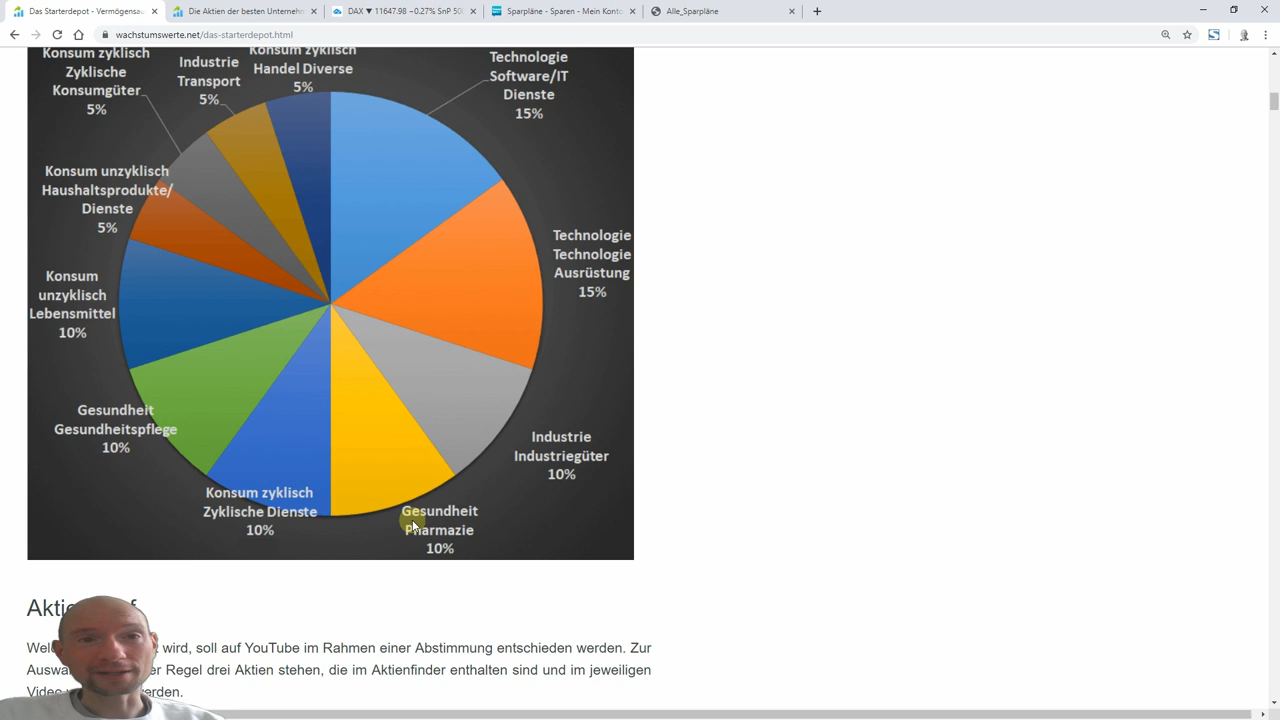 Das Starterdepot - Vermögensau
Die Aktien der besten Unternehm
DAX ▼ 11647.98 −0.27% SnP 500
Sparpläne - Sparen - Mein Konto
Alle_Sparpläne
wachstumswerte.net/das-starterdepot.html
Konsum zyklisch
Zyklische
Konsumgüter
5%
Industrie
Transport
5%
Konsum zyklisch
Handel Diverse
5%
Technologie
Software/IT
Dienste
15%
Konsum unzyklisch
Haushaltsprodukte/
Dienste
5%
Technologie
Technologie
Ausrüstung
15%
Konsum
unzyklisch
Lebensmittel
10%
Gesundheit
Gesundheitspflege
10%
Industrie
Industriegüter
10%
Konsum zyklisch
Zyklische Dienste
10%
Gesundheit
Pharmazie
10%
wird, soll auf YouTube im Rahmen einer Abstimmung entschieden werden. Zur
Regel drei Aktien stehen, die im Aktienfinder enthalten sind und im jeweiligen
Video